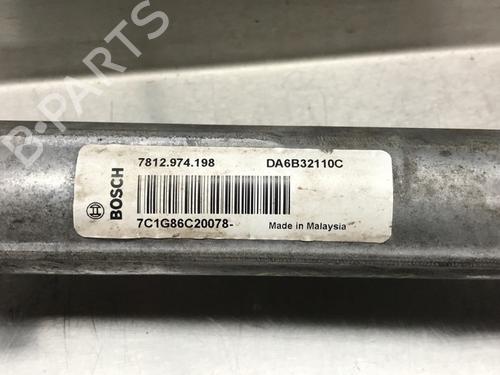 B-PARTS
BOSCH
7812.974.198 DA6B32110C
7C1G86C20078- Made in Malaysia